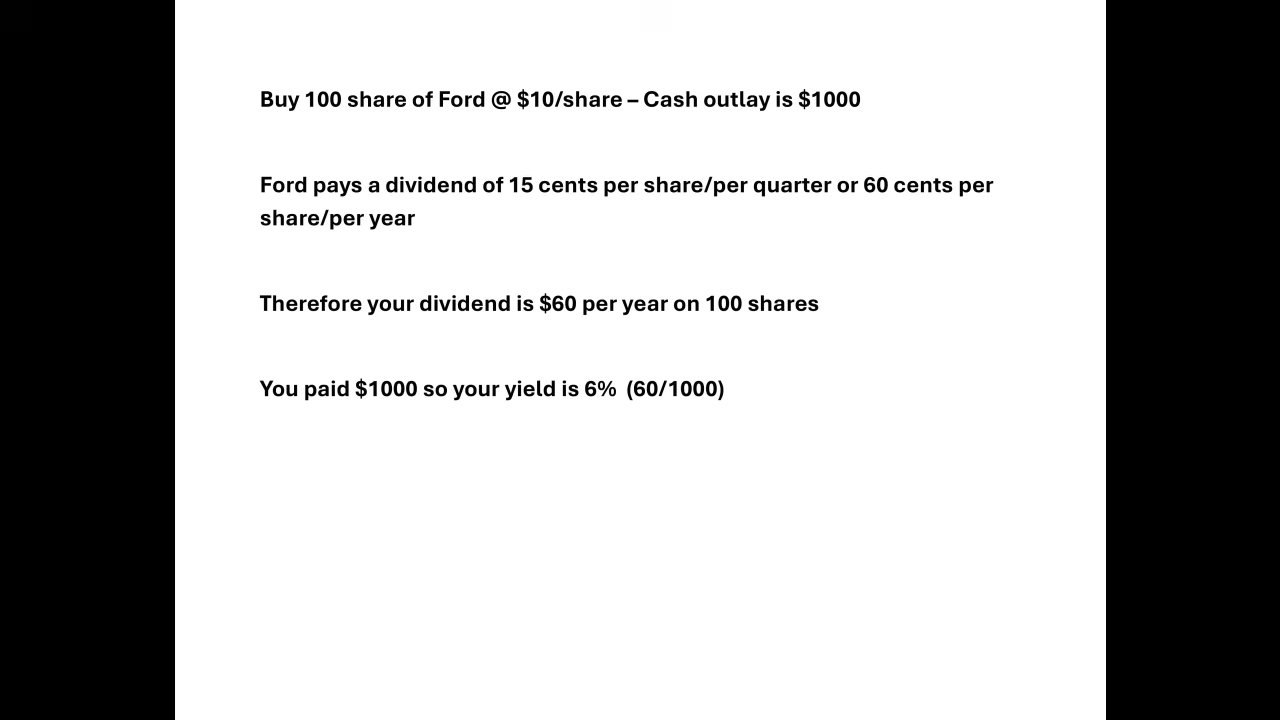 Buy 100 share of Ford @ $10/share – Cash outlay is $1000
Ford pays a dividend of 15 cents per share/per quarter or 60 cents per
share/per year
Therefore your dividend is $60 per year on 100 shares
You paid $1000 so your yield is 6%  (60/1000)